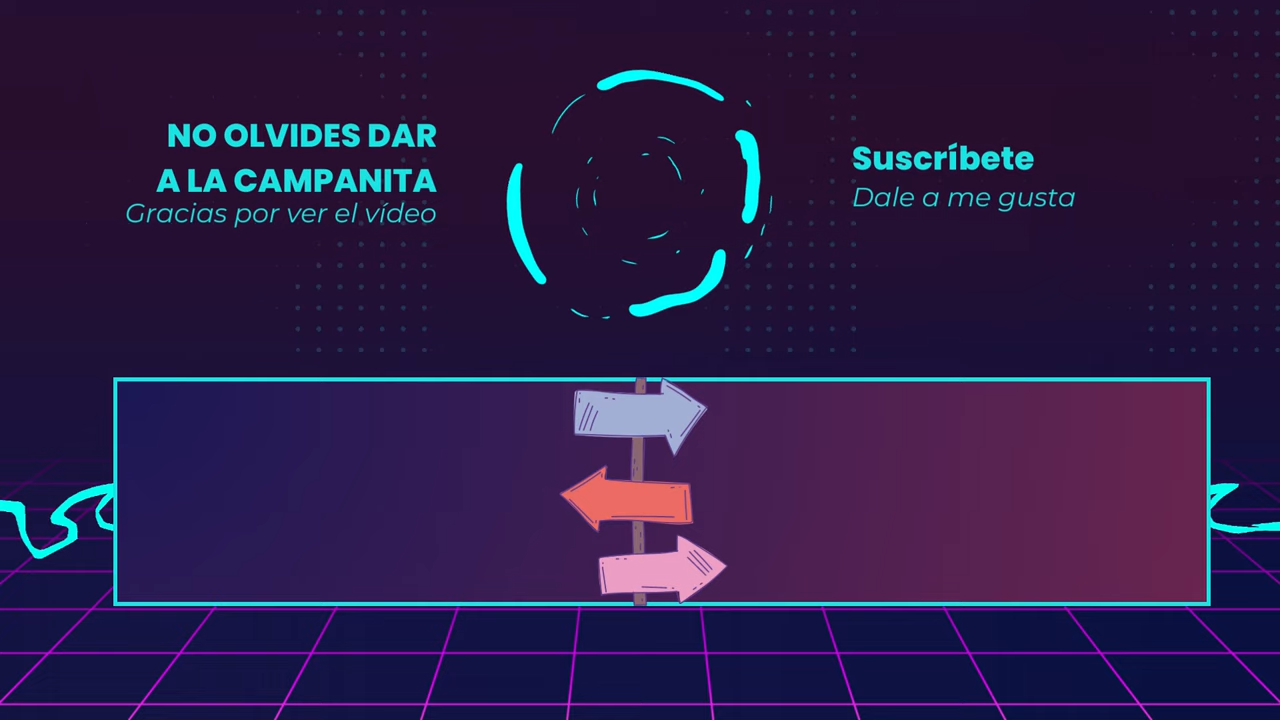 NO OLVIDES DAR
A LA CAMPANITA
Gracias por ver el vídeo
Suscríbete
Dale a me gusta